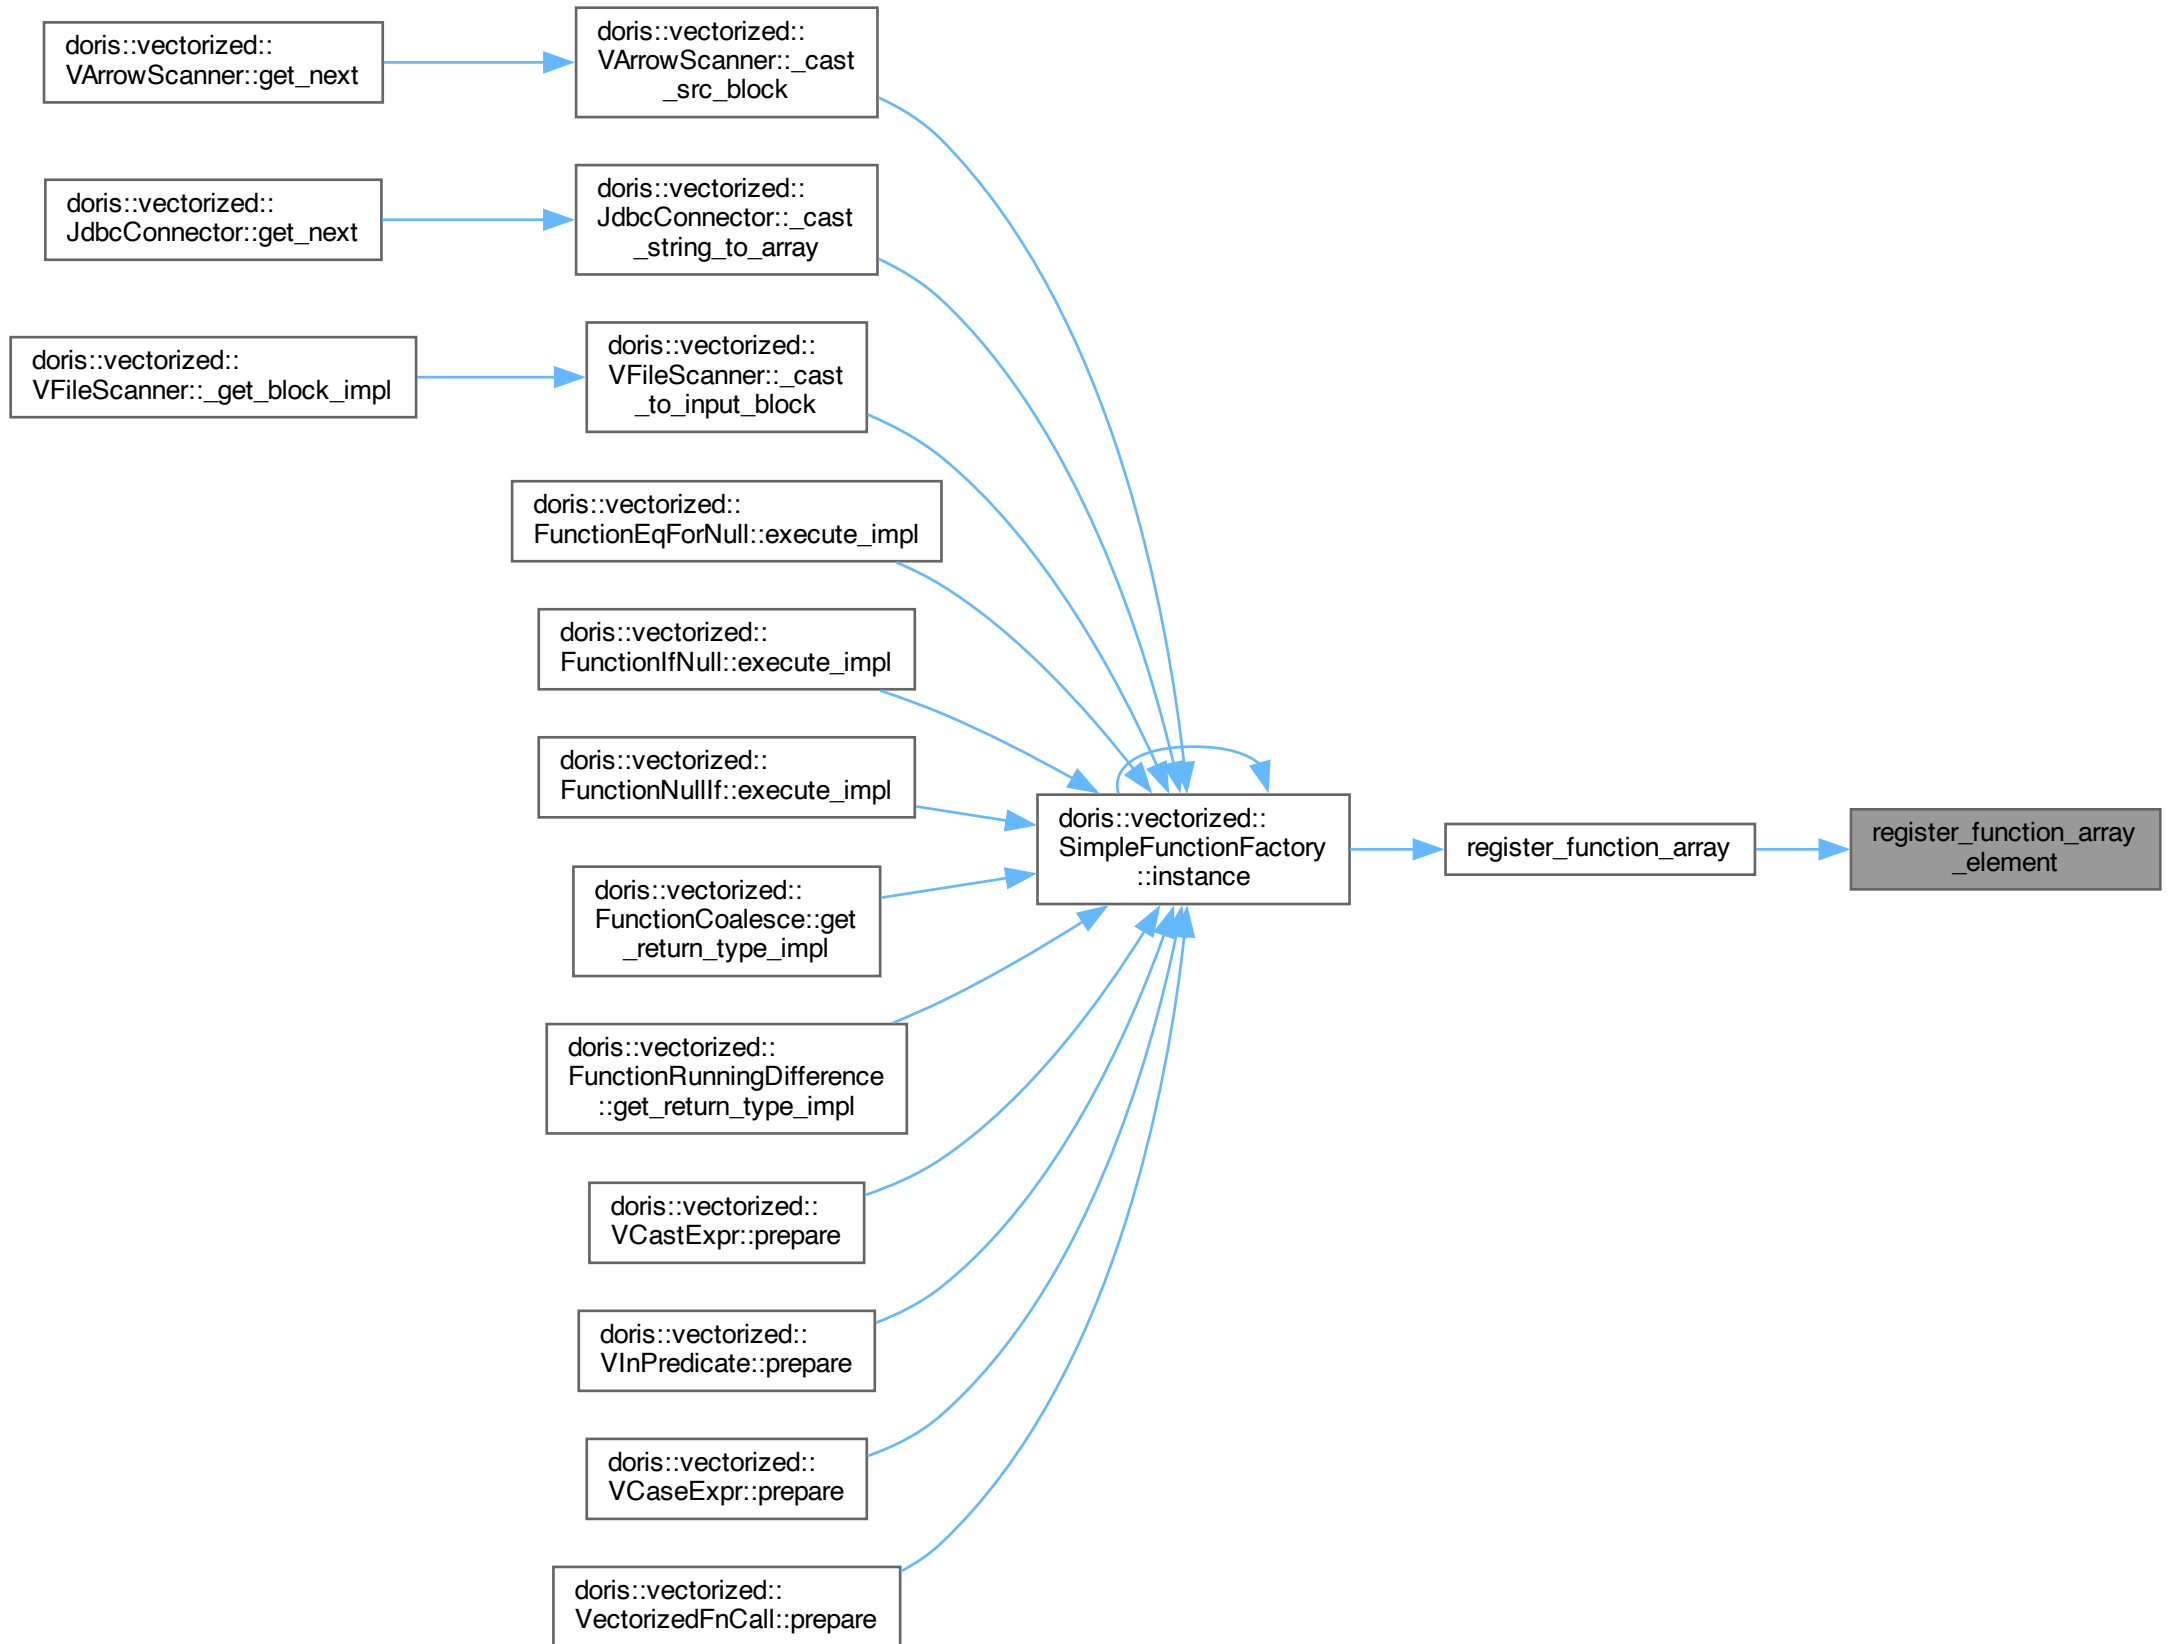 doris::vectorized::
VArrowScanner::get_next
doris::vectorized::
VArrowScanner::_cast
_src_block
doris::vectorized::
JdbcConnector::get_next
doris::vectorized::
JdbcConnector::_cast
_string_to_array
doris::vectorized::
VFileScanner::_get_block_impl
doris::vectorized::
VFileScanner::_cast
_to_input_block
doris::vectorized::
FunctionEqForNull::execute_impl
doris::vectorized::
FunctionIfNull::execute_impl
doris::vectorized::
FunctionNullIf::execute_impl
doris::vectorized::
FunctionCoalesce::get
_return_type_impl
doris::vectorized::
FunctionRunningDifference
::get_return_type_impl
doris::vectorized::
VCastExpr::prepare
doris::vectorized::
VInPredicate::prepare
doris::vectorized::
VCaseExpr::prepare
doris::vectorized::
VectorizedFnCall::prepare
doris::vectorized::
SimpleFunctionFactory
::instance
register_function_array
register_function_array
_element